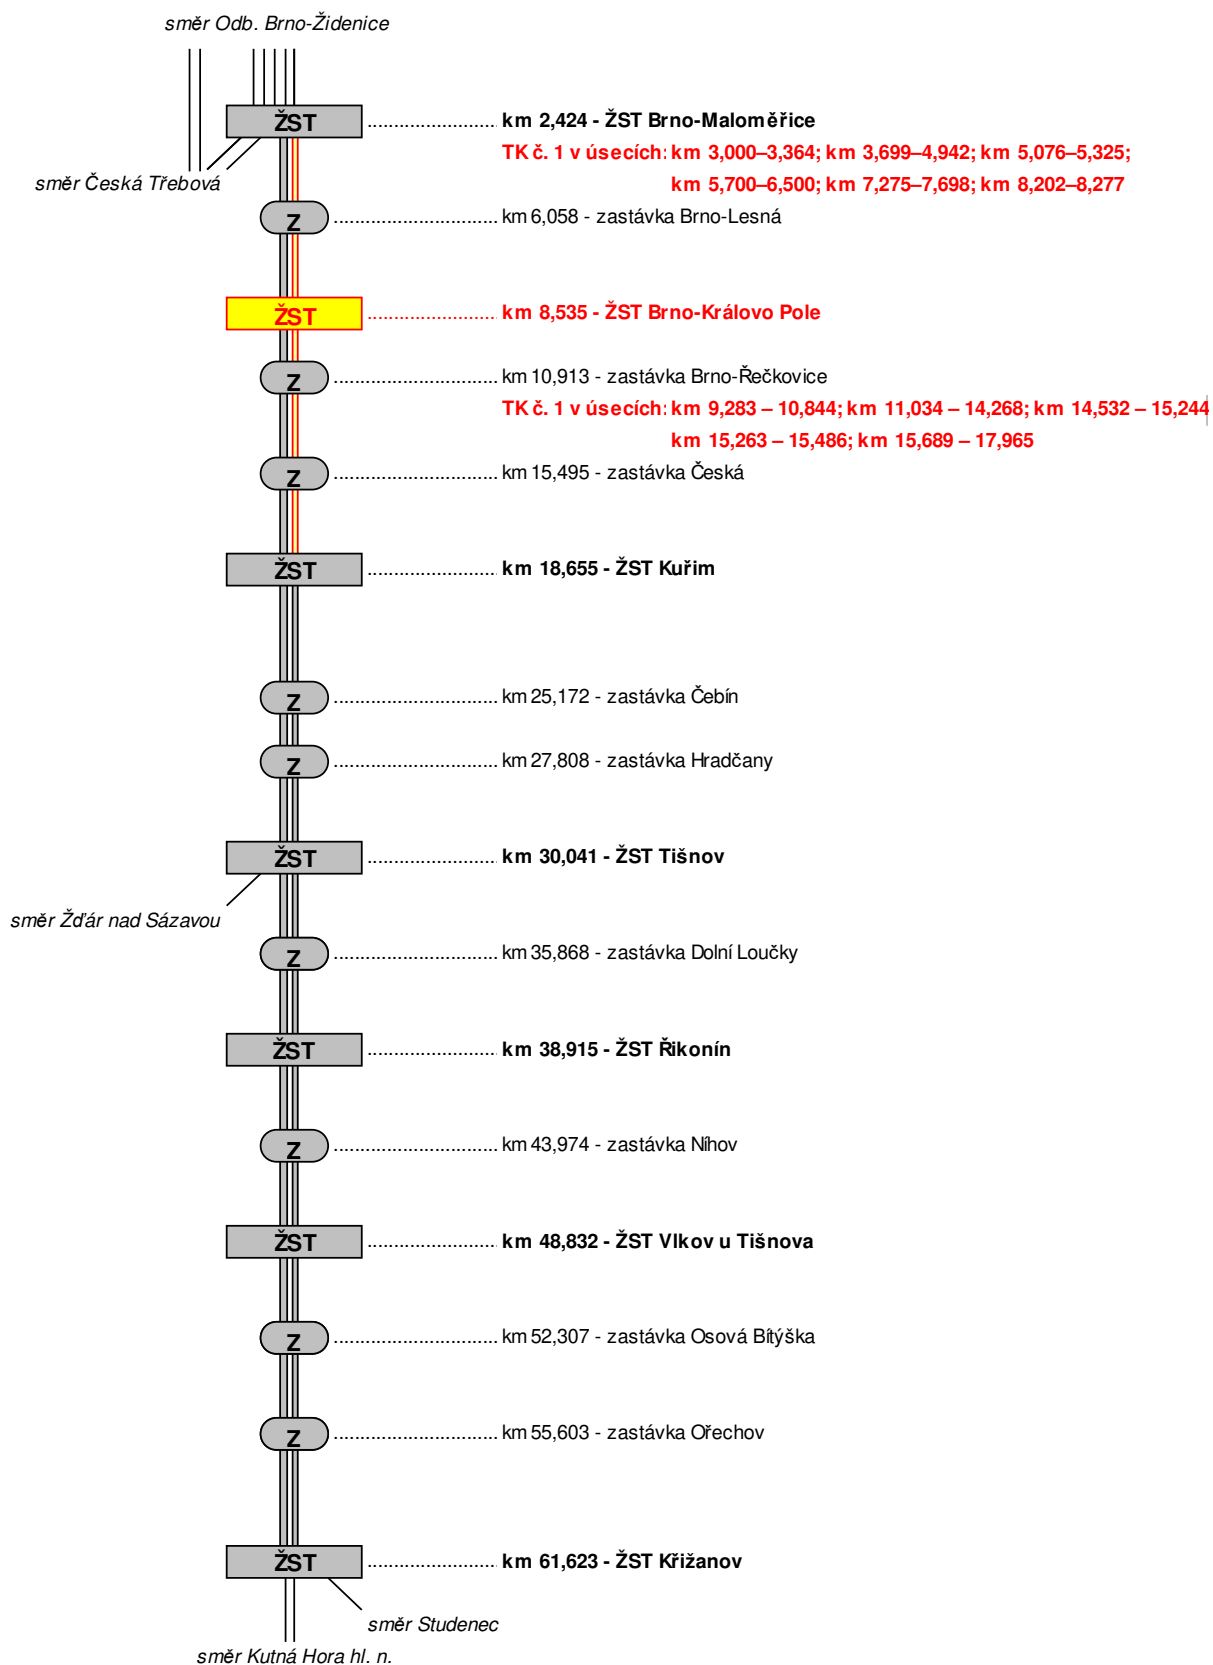 směr Odb. Brno-Židenice
ŽST km 2,424 - ŽST Brno-Maloměřice
TK č. 1 v úsecích: km 3,000–3,364; km 3,699–4,942; km 5,076–5,325;
km 5,700–6,500; km 7,275–7,698; km 8,202–8,277
směr Česká Třebová
Z km 6,058 - zastávka Brno-Lesná
ŽST km 8,535 - ŽST Brno-Královo Pole
Z km 10,913 - zastávka Brno-Řečkovice
TK č. 1 v úsecích: km 9,283 – 10,844; km 11,034 – 14,268; km 14,532 – 15,244
km 15,263 – 15,486; km 15,689 – 17,965
Z km 15,495 - zastávka Česká
ŽST km 18,655 - ŽST Kuřim
Z km 25,172 - zastávka Čebín
Z km 27,808 - zastávka Hradčany
ŽST km 30,041 - ŽST Tišnov
směr Žďár nad Sázavou
Z km 35,868 - zastávka Dolní Loučky
ŽST km 38,915 - ŽST Řikonín
Z km 43,974 - zastávka Níhov
ŽST km 48,832 - ŽST Vlkov u Tišnova
Z km 52,307 - zastávka Osová Bítýška
Z km 55,603 - zastávka Ořechov
ŽST km 61,623 - ŽST Křižanov
směr Studenec
směr Kutná Hora hl. n.